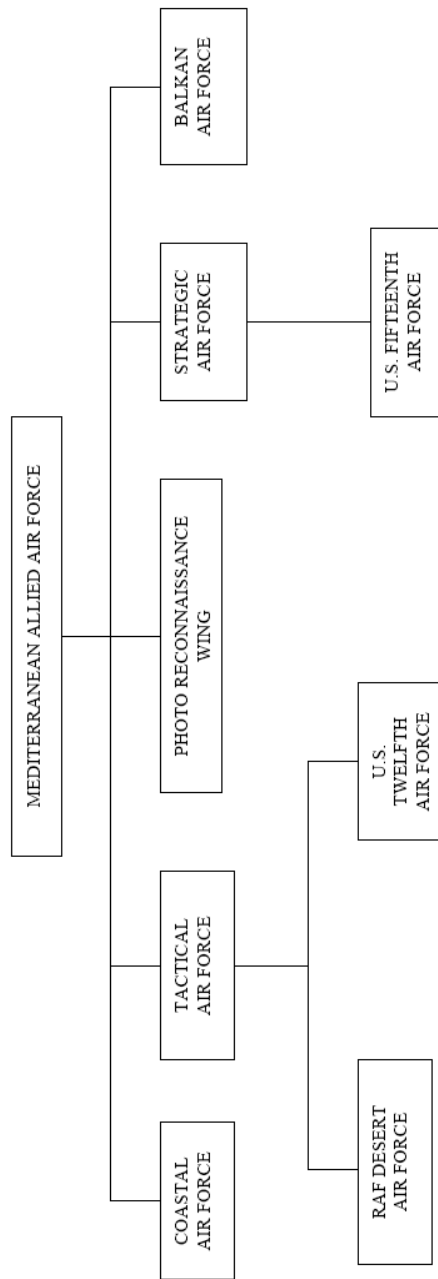 MEDITERRANEAN ALLIED AIR FORCE
COASTAL
AIR FORCE
TACTICAL
AIR FORCE
PHOTO RECONNAISSANCE
WING
STRATEGIC
AIR FORCE
BALKAN
AIR FORCE
RAF DESERT
AIR FORCE
U.S.
TWELFTH
AIR FORCE
U.S. FIFTEENTH
AIR FORCE